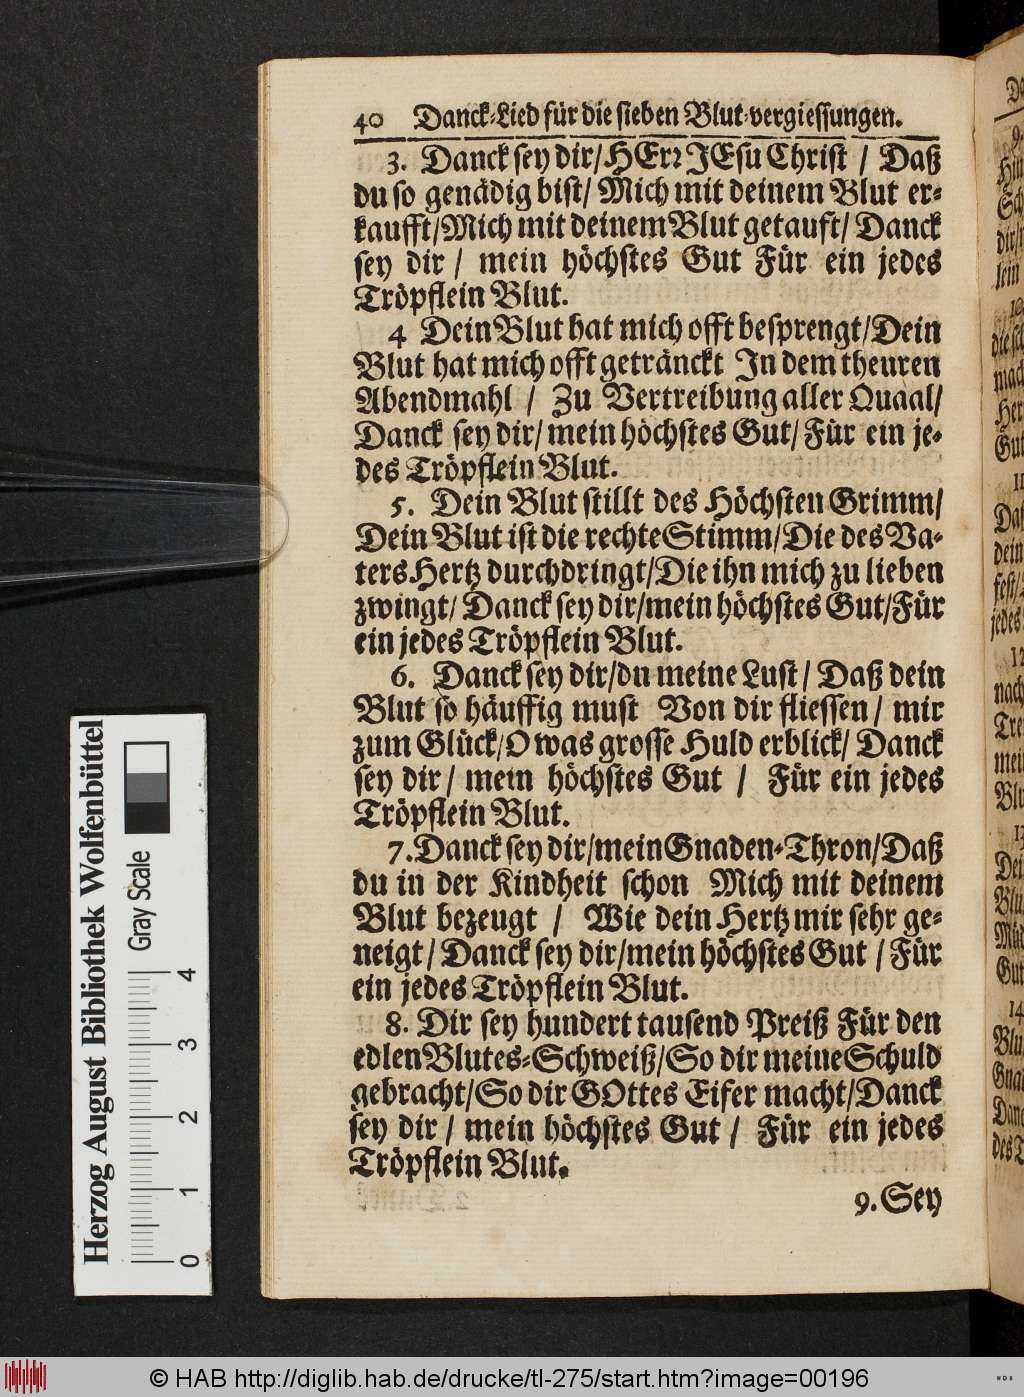 40 Danck-Lied für die sieben Blut-vergiessungen.
3. Danck sey dir/HErr JEsu Christ / Daß
du so genädig bist/ Mich mit deinem Blut er-
kaufft/Mich mit deinem Blut getauft/ Danck
sey dir / mein höchstes Gut Für ein jedes
Tröpflein Blut.
4 Dein Blut hat mich offt besprengt/Dein
Blut hat mich offt geträнckt In dem theuren
Abendmahl / Zu Vertreibung aller Quaal/
Danck sey dir/ mein höchstes Gut/ Für ein je-
des Tröpflein Blut.
5. Dein Blut stillt des Höchsten Grimm/
Dein Blut ist die rechte Stimm/Die des Va-
ters Hertz durchdringt/Die ihn mich zu lieben
zwingt/ Danck sey dir/mein höchstes Gut/Für
ein jedes Tröpflein Blut.
6. Danck sey dir/du meine Lust/ Daß dein
Blut so häuffig must Von dir fliessen / mir
zum Glück/O was grosse Huld erblick/ Danck
sey dir / mein höchstes Gut / Für ein jedes
Tröpflein Blut.
7. Danck sey dir/mein Gnaden-Thron/Daß
du in der Kindheit schon Mich mit deinem
Blut bezeugt / Wie dein Hertz mir sehr ge-
neigt / Danck sey dir/mein höchstes Gut / Für
ein jedes Tröpflein Blut.
8. Dir sey hundert tausend Preiß Für den
edlen Blutes-Schweiß/So dir meine Schuld
gebracht/So dir GOttes Eifer macht/Danck
sey dir / mein höchstes Gut / Für ein jedes
Tröpflein Blut.
9. Sey
Herzog August Bibliothek Wolfenbüttel
Gray Scale
0 1 2 3 4
© HAB http://diglib.hab.de/drucke/tl-275/start.htm?image=00196